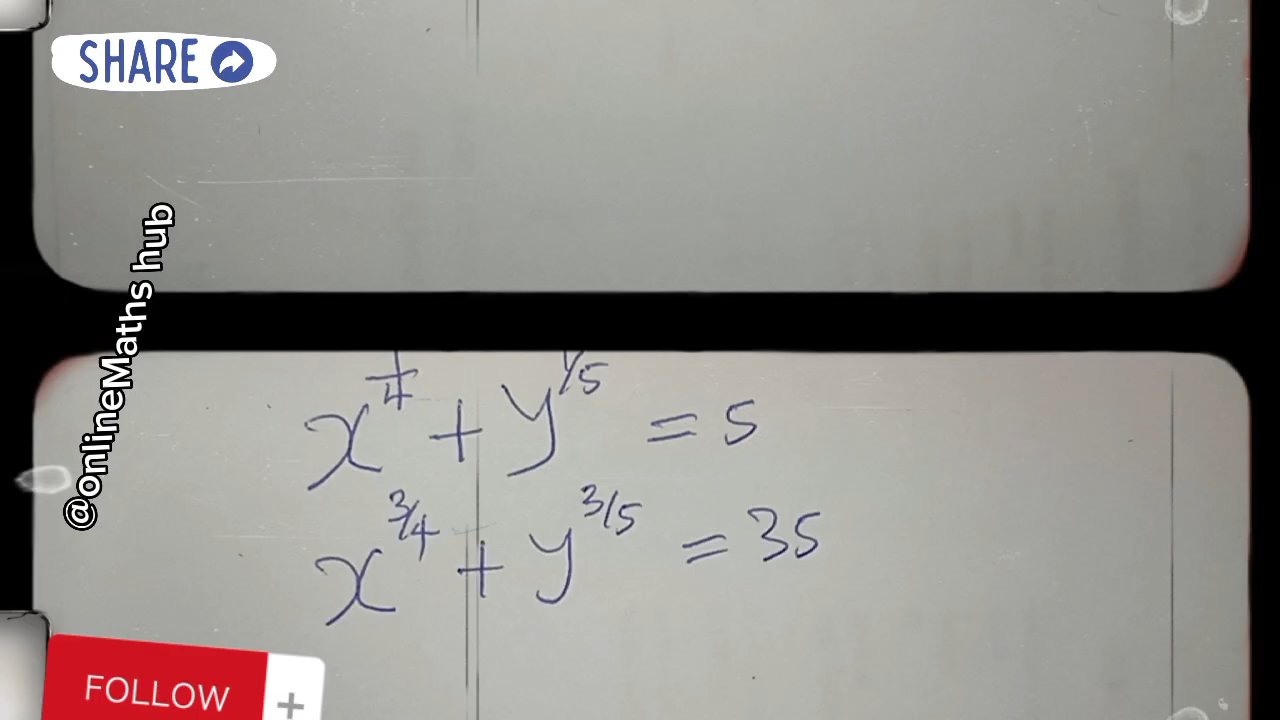 SHARE
@onlineMaths hub
x^1/4 + y^1/5 = 5
x^3/4 + y^3/5 = 35
FOLLOW +